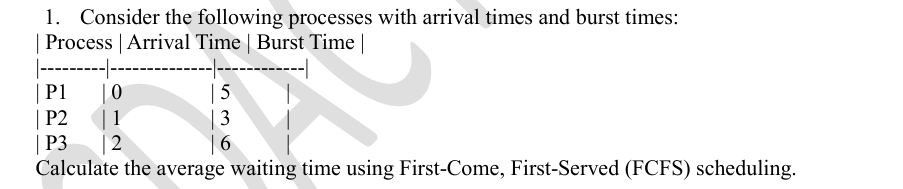 1. Consider the following processes with arrival times and burst times:
| Process | Arrival Time | Burst Time |
|---------|--------------|------------|
| P1 | 0 | 5 |
| P2 | 1 | 3 |
| P3 | 2 | 6 |
Calculate the average waiting time using First-Come, First-Served (FCFS) scheduling.